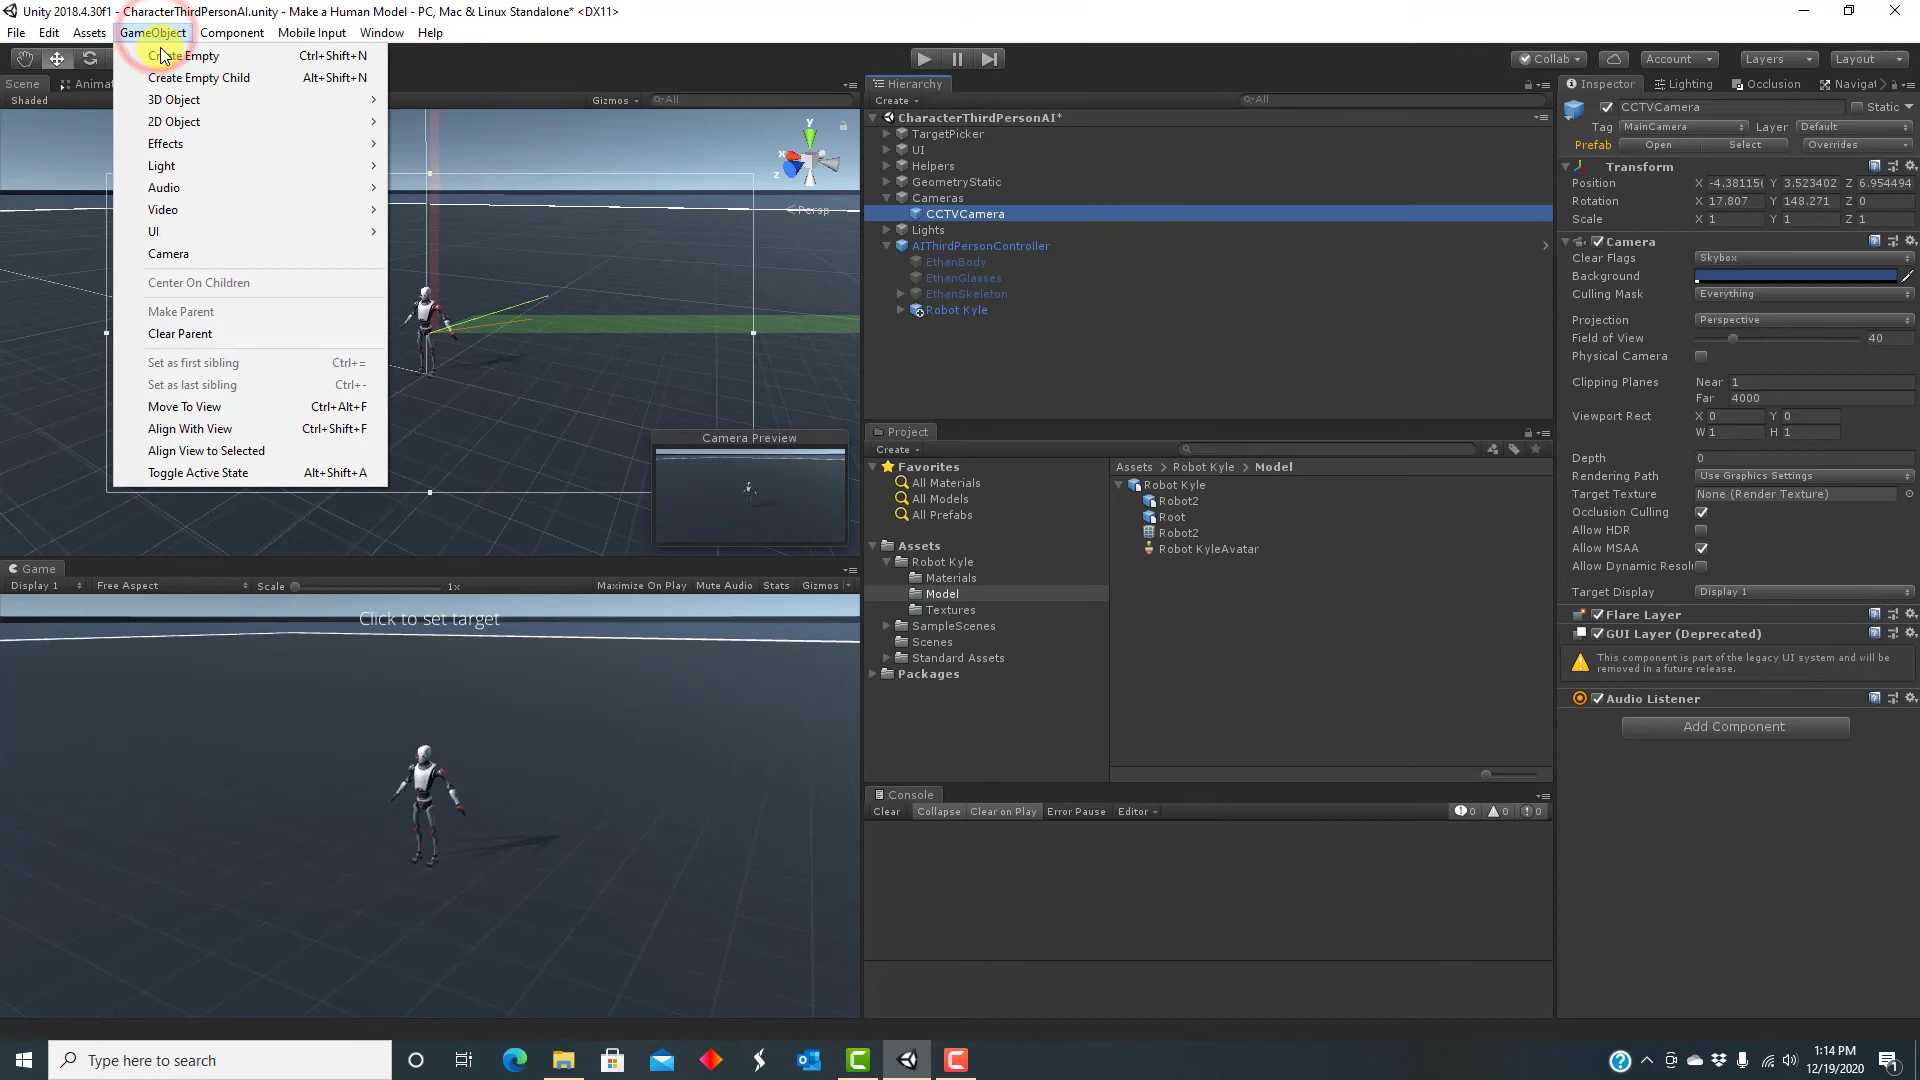 Unity 2018.4.30f1 - CharacterThirdPersonAI.unity - Make a Human Model - PC, Mac & Linux Standalone* <DX11>
File Edit Assets GameObject Component Mobile Input Window Help
Create Empty Ctrl+Shift+N
Create Empty Child Alt+Shift+N
3D Object
2D Object
Effects
Light
Audio
Video
UI
Camera
Center On Children
Make Parent
Clear Parent
Set as first sibling Ctrl+=
Set as last sibling Ctrl+-
Move To View Ctrl+Alt+F
Align With View Ctrl+Shift+F
Align View to Selected
Toggle Active State Alt+Shift+A
Collab Account Layers Layout
Scene Animat
Shaded Gizmos All
y
x
z
Persp
Camera Preview
Game
Display 1 Free Aspect Scale 1x Maximize On Play Mute Audio Stats Gizmos
Click to set target
Hierarchy
Create All
CharacterThirdPersonAI*
TargetPicker
UI
Helpers
GeometryStatic
Cameras
CCTVCamera
Lights
AIThirdPersonController
EthanBody
EthanGlasses
EthanSkeleton
Robot Kyle
Project
Create
Favorites
All Materials
All Models
All Prefabs
Assets
Robot Kyle
Materials
Model
Textures
SampleScenes
Scenes
Standard Assets
Packages
Assets Robot Kyle Model
Robot Kyle
Robot2
Root
Robot2
Robot KyleAvatar
Console
Clear Collapse Clear on Play Error Pause Editor 0 0 0
Inspector Lighting Occlusion Navigat
CCTVCamera Static
Tag MainCamera Layer Default
Prefab Open Select Overrides
Transform
Position X -4.38115 Y 3.523402 Z 6.954494
Rotation X 17.807 Y 148.271 Z 0
Scale X 1 Y 1 Z 1
Camera
Clear Flags Skybox
Background
Culling Mask Everything
Projection Perspective
Field of View 40
Physical Camera
Clipping Planes Near 1
Far 4000
Viewport Rect X 0 Y 0
W 1 H 1
Depth 0
Rendering Path Use Graphics Settings
Target Texture None (Render Texture)
Occlusion Culling
Allow HDR
Allow MSAA
Allow Dynamic Resol
Target Display Display 1
Flare Layer
GUI Layer (Deprecated)
This component is part of the legacy UI system and will be
removed in a future release.
Audio Listener
Add Component
Type here to search
1:14 PM
12/19/2020
1